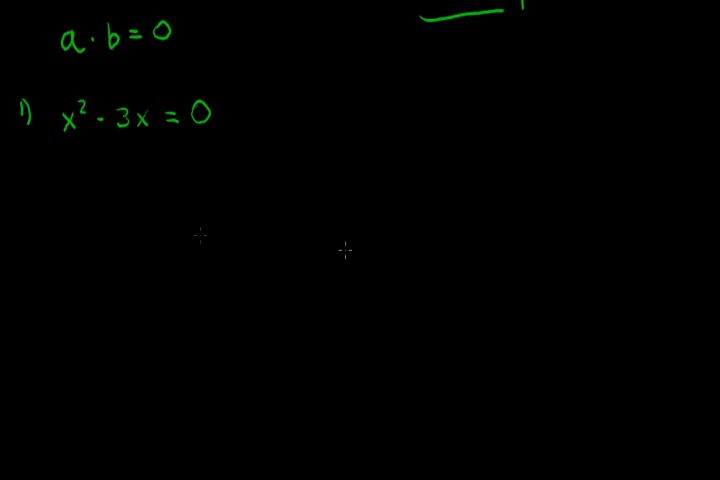 a · b = 0
1) x² - 3x = 0